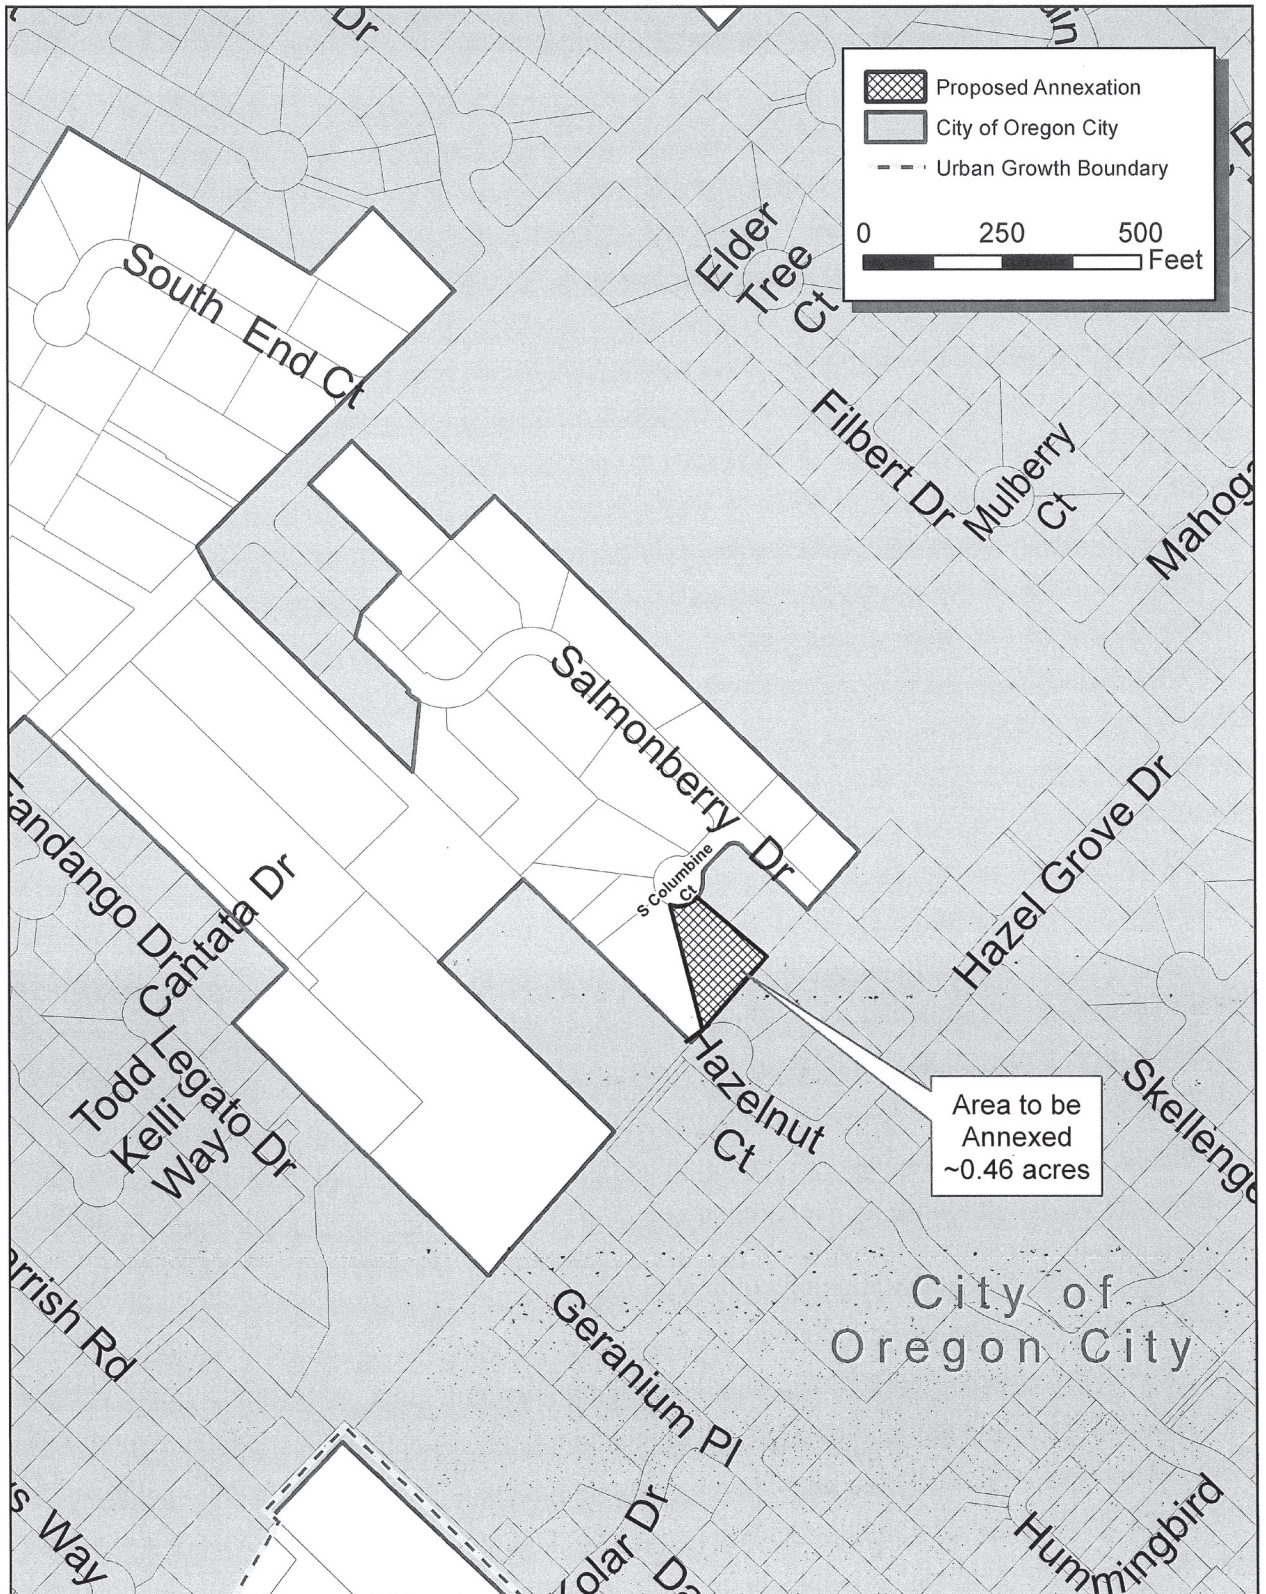 Dr
Proposed Annexation
City of Oregon City
Urban Growth Boundary
0 250 500
Feet
Elder
Tree
Ct
South End Ct
Filbert Dr
Mulberry
Ct
Salmonberry Dr
S Columbine
Ct
Hazel Grove Dr
Cantata Dr
Legato Dr
Todd
Kelli
Way
Hazelnut
Ct
Area to be
Annexed
~0.46 acres
City of
Oregon City
Geranium Pl
Hummingbird
Dr
Way